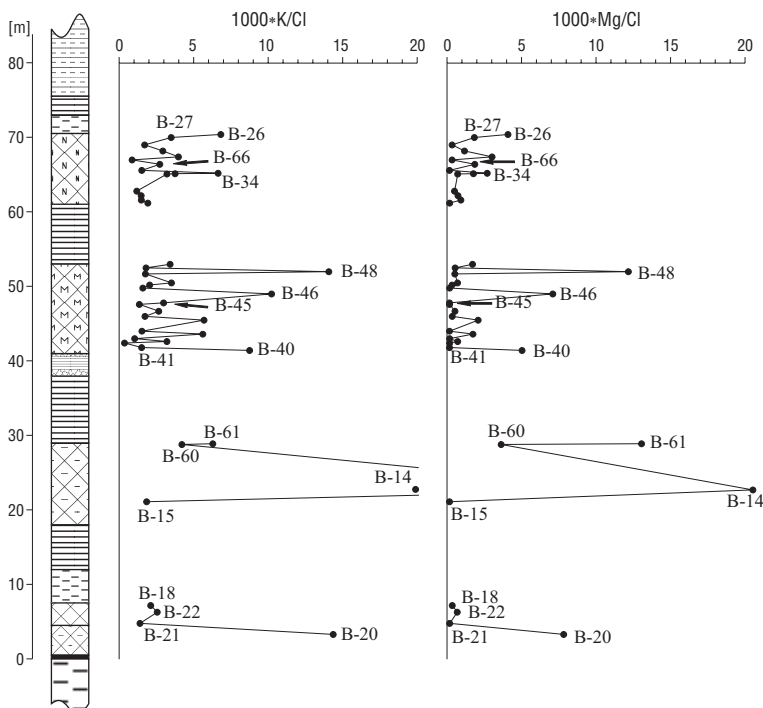 1000*K/Cl 1000*Mg/Cl
[m] 0 5 10 15 20 0 5 10 15 20
80
B-27 B-26 B-27 B-26
70
B-66 B-66
B-34 B-34
N N N N N N
60
B-48 B-48
50
B-46 B-46
B-45 B-45
M M M M M M M M
40
B-41 B-40 B-41 B-40
30
B-61 B-60 B-61
B-60
B-14 B-14
20
B-15 B-15
10
B-18 B-18
B-22 B-22
B-21 B-20 B-21 B-20
0